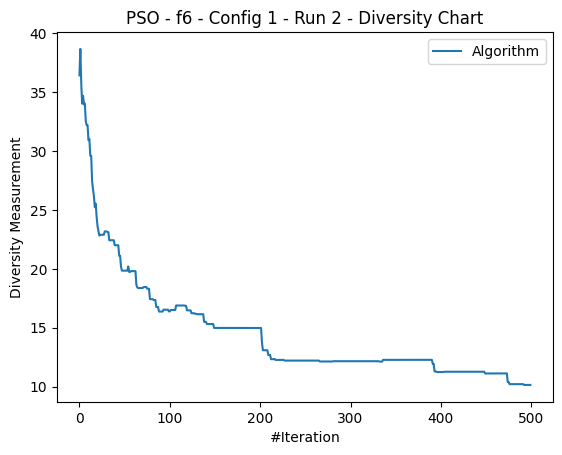 PSO - f6 - Config 1 - Run 2 - Diversity Chart
Algorithm
Diversity Measurement
40
35
30
25
20
15
10
0 100 200 300 400 500
#Iteration